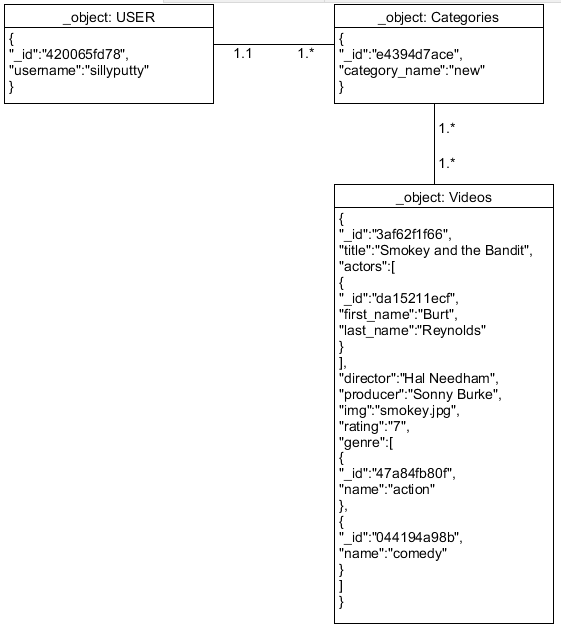 _object: USER
{
"_id":"420065fd78",
"username":"sillyputty"
}
1.1
1.*
_object: Categories
{
"_id":"e4394d7ace",
"category_name":"new"
}
1.*
1.*
_object: Videos
{
"_id":"3af62f1f66",
"title":"Smokey and the Bandit",
"actors":[
{
"_id":"da15211ecf",
"first_name":"Burt",
"last_name":"Reynolds"
}
],
"director":"Hal Needham",
"producer":"Sonny Burke",
"img":"smokey.jpg",
"rating":"7",
"genre":[
{
"_id":"47a84fb80f",
"name":"action"
},
{
"_id":"044194a98b",
"name":"comedy"
}
]
}